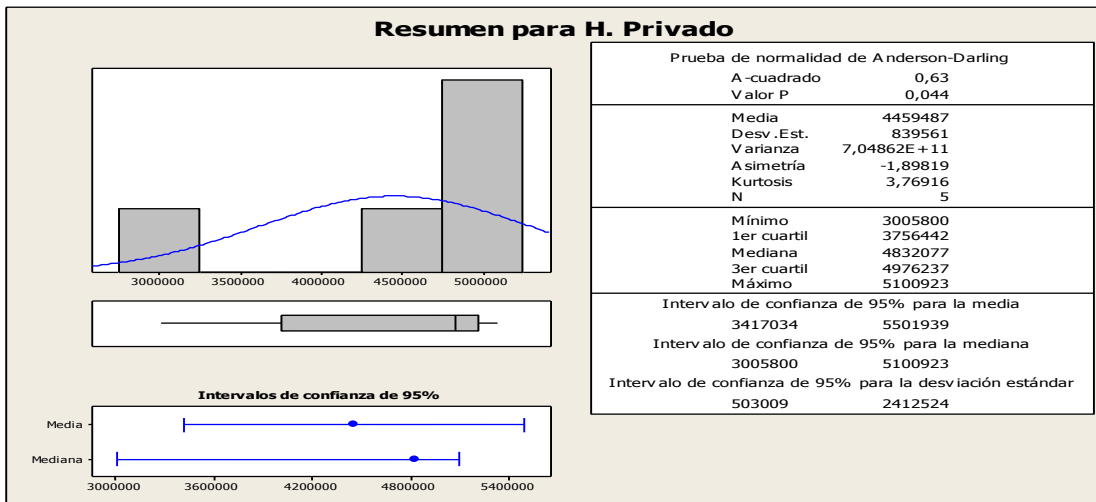 Resumen para H. Privado
3000000 3500000 4000000 4500000 5000000
Intervalos de confianza de 95%
Media
Mediana
3000000 3600000 4200000 4800000 5400000
Prueba de normalidad de Anderson-Darling
A-cuadrado 0,63
Valor P 0,044
Media 4459487
Desv.Est. 839561
Varianza 7,04862E+11
Asimetría -1,89819
Kurtosis 3,76916
N 5
Mínimo 3005800
1er cuartil 3756442
Mediana 4832077
3er cuartil 4976237
Máximo 5100923
Intervalo de confianza de 95% para la media
3417034 5501939
Intervalo de confianza de 95% para la mediana
3005800 5100923
Intervalo de confianza de 95% para la desviación estándar
503009 2412524